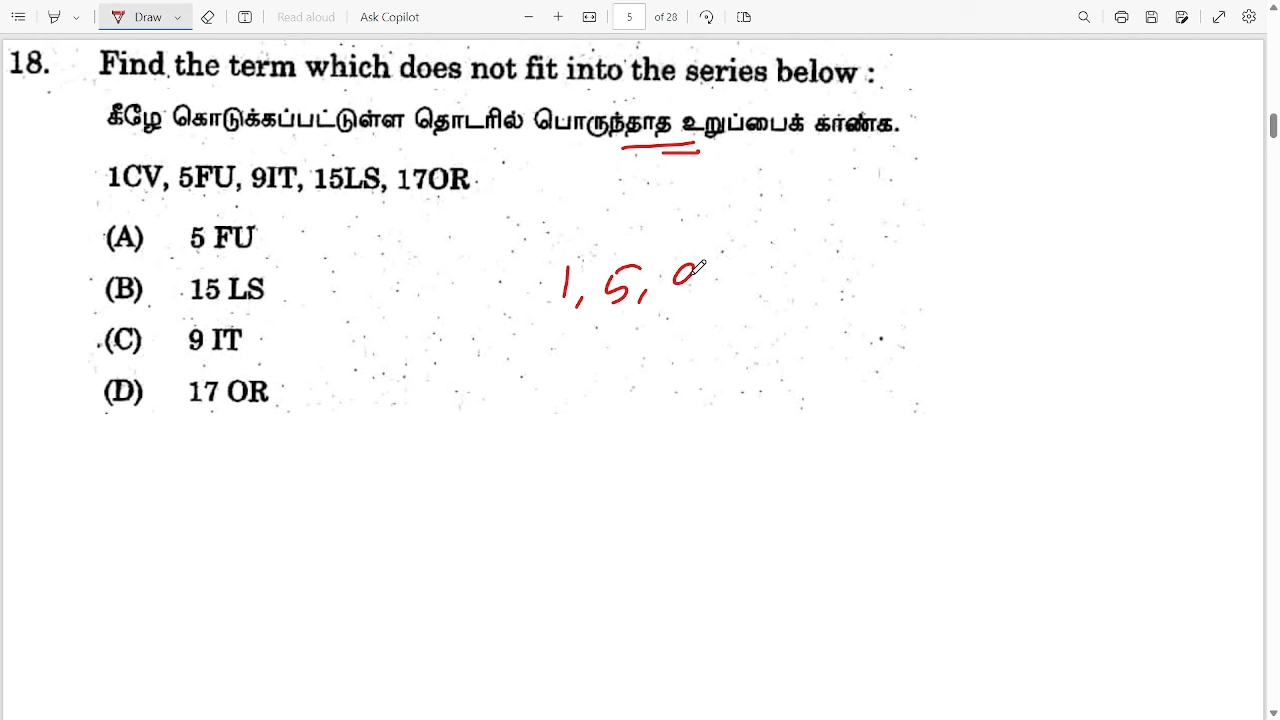 Draw Read aloud Ask Copilot 5 of 28
18. Find the term which does not fit into the series below :
கீழே கொடுக்கப்பட்டுள்ள தொடரில் பொருந்தாத உறுப்பைக் காண்க.
1CV, 5FU, 9IT, 15LS, 17OR
(A) 5 FU
(B) 15 LS
(C) 9 IT
(D) 17 OR
1, 5,